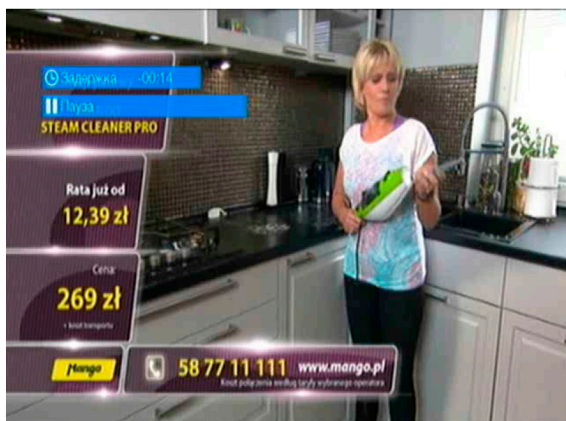 Задержка -00:14
Пауза
STEAM CLEANER PRO
Rata już od
12,39 zł
Cena:
269 zł
+ koszt transportu
Mango
58 77 11 111 www.mango.pl
Koszt połączenia według taryfy wybranego operatora